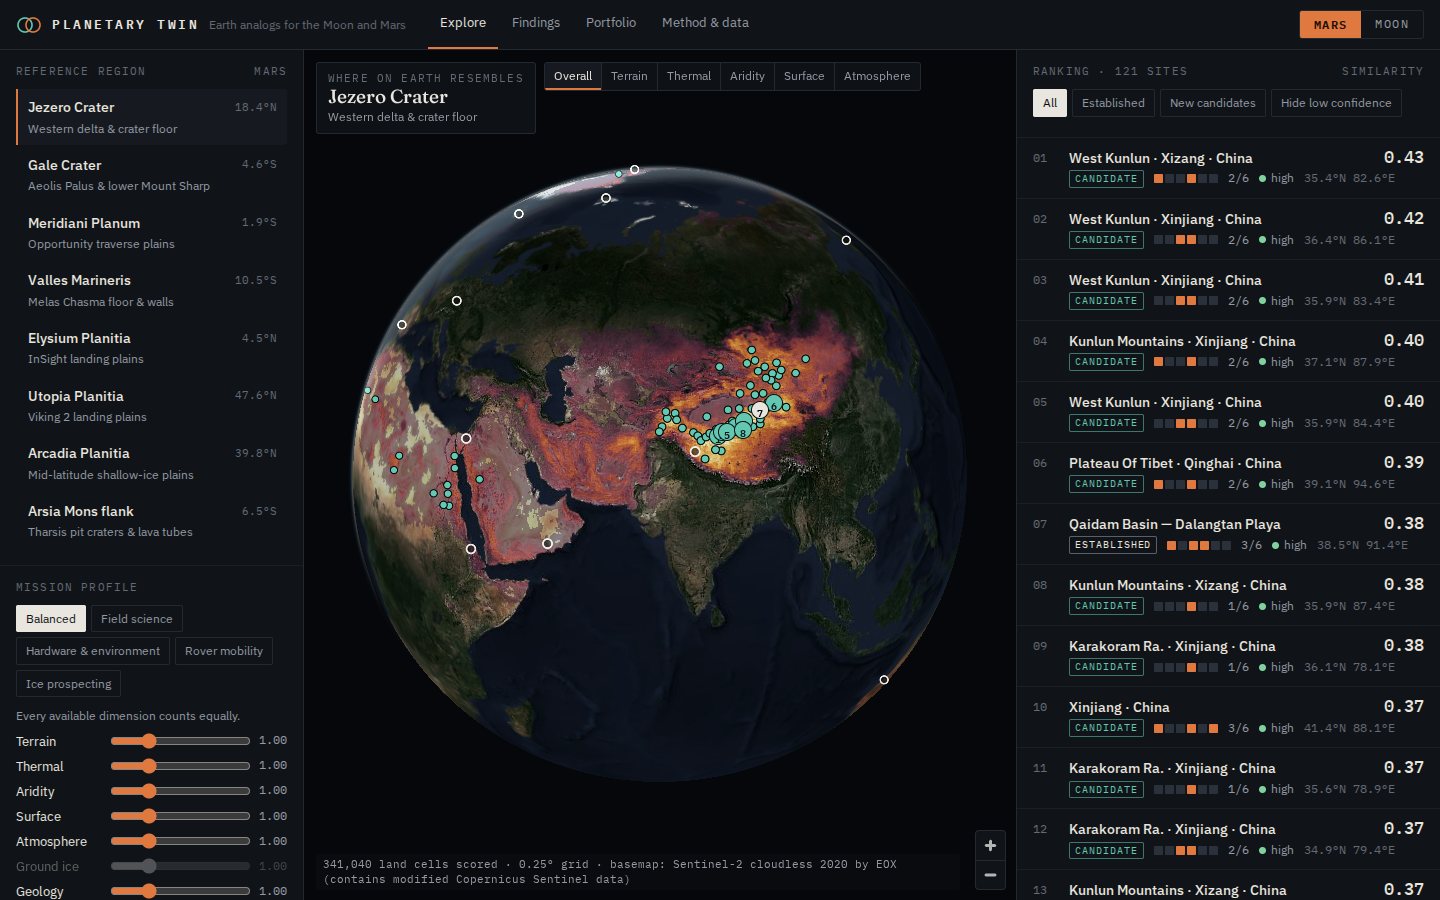 PLANETARY TWIN Earth analogs for the Moon and Mars Explore Findings Portfolio Method & data MARS MOON
REFERENCE REGION MARS
Jezero Crater 18.4°N
Western delta & crater floor
Gale Crater 4.6°S
Aeolis Palus & lower Mount Sharp
Meridiani Planum 1.9°S
Opportunity traverse plains
Valles Marineris 10.5°S
Melas Chasma floor & walls
Elysium Planitia 4.5°N
InSight landing plains
Utopia Planitia 47.6°N
Viking 2 landing plains
Arcadia Planitia 39.8°N
Mid-latitude shallow-ice plains
Arsia Mons flank 6.5°S
Tharsis pit craters & lava tubes
MISSION PROFILE
Balanced Field science
Hardware & environment Rover mobility
Ice prospecting
Every available dimension counts equally.
Terrain 1.00
Thermal 1.00
Aridity 1.00
Surface 1.00
Atmosphere 1.00
Ground ice 1.00
Geology 1.00
WHERE ON EARTH RESEMBLES
Jezero Crater
Western delta & crater floor
Overall Terrain Thermal Aridity Surface Atmosphere
6
7
5 8
341,040 land cells scored · 0.25° grid · basemap: Sentinel-2 cloudless 2020 by EOX
(contains modified Copernicus Sentinel data)
+
−
RANKING · 121 SITES SIMILARITY
All Established New candidates Hide low confidence
01 West Kunlun · Xizang · China 0.43
CANDIDATE 2/6 high 35.4°N 82.6°E
02 West Kunlun · Xinjiang · China 0.42
CANDIDATE 2/6 high 36.4°N 86.1°E
03 West Kunlun · Xinjiang · China 0.41
CANDIDATE 2/6 high 35.9°N 83.4°E
04 Kunlun Mountains · Xinjiang · China 0.40
CANDIDATE 2/6 high 37.1°N 87.9°E
05 West Kunlun · Xinjiang · China 0.40
CANDIDATE 2/6 high 35.9°N 84.4°E
06 Plateau Of Tibet · Qinghai · China 0.39
CANDIDATE 2/6 high 39.1°N 94.6°E
07 Qaidam Basin — Dalangtan Playa 0.38
ESTABLISHED 3/6 high 38.5°N 91.4°E
08 Kunlun Mountains · Xizang · China 0.38
CANDIDATE 1/6 high 35.9°N 87.4°E
09 Karakoram Ra. · Xinjiang · China 0.38
CANDIDATE 1/6 high 36.1°N 78.1°E
10 Xinjiang · China 0.37
CANDIDATE 3/6 high 41.4°N 88.1°E
11 Karakoram Ra. · Xinjiang · China 0.37
CANDIDATE 1/6 high 35.6°N 78.9°E
12 Karakoram Ra. · Xinjiang · China 0.37
CANDIDATE 2/6 high 34.9°N 79.4°E
13 Kunlun Mountains · Xizang · China 0.37